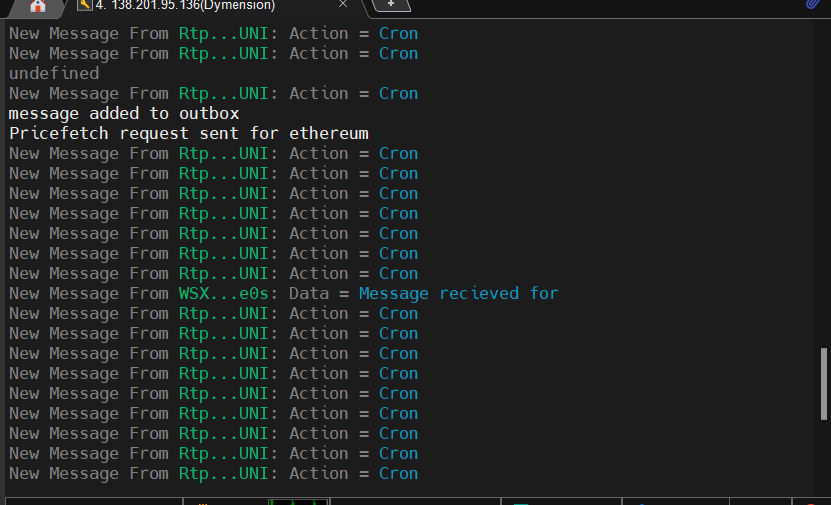 4. 138.201.95.136(Dymension)
New Message From Rtp...UNI: Action = Cron
New Message From Rtp...UNI: Action = Cron
undefined
New Message From Rtp...UNI: Action = Cron
message added to outbox
Pricefetch request sent for ethereum
New Message From Rtp...UNI: Action = Cron
New Message From Rtp...UNI: Action = Cron
New Message From Rtp...UNI: Action = Cron
New Message From Rtp...UNI: Action = Cron
New Message From Rtp...UNI: Action = Cron
New Message From Rtp...UNI: Action = Cron
New Message From Rtp...UNI: Action = Cron
New Message From WSX...e0s: Data = Message recieved for
New Message From Rtp...UNI: Action = Cron
New Message From Rtp...UNI: Action = Cron
New Message From Rtp...UNI: Action = Cron
New Message From Rtp...UNI: Action = Cron
New Message From Rtp...UNI: Action = Cron
New Message From Rtp...UNI: Action = Cron
New Message From Rtp...UNI: Action = Cron
New Message From Rtp...UNI: Action = Cron
New Message From Rtp...UNI: Action = Cron